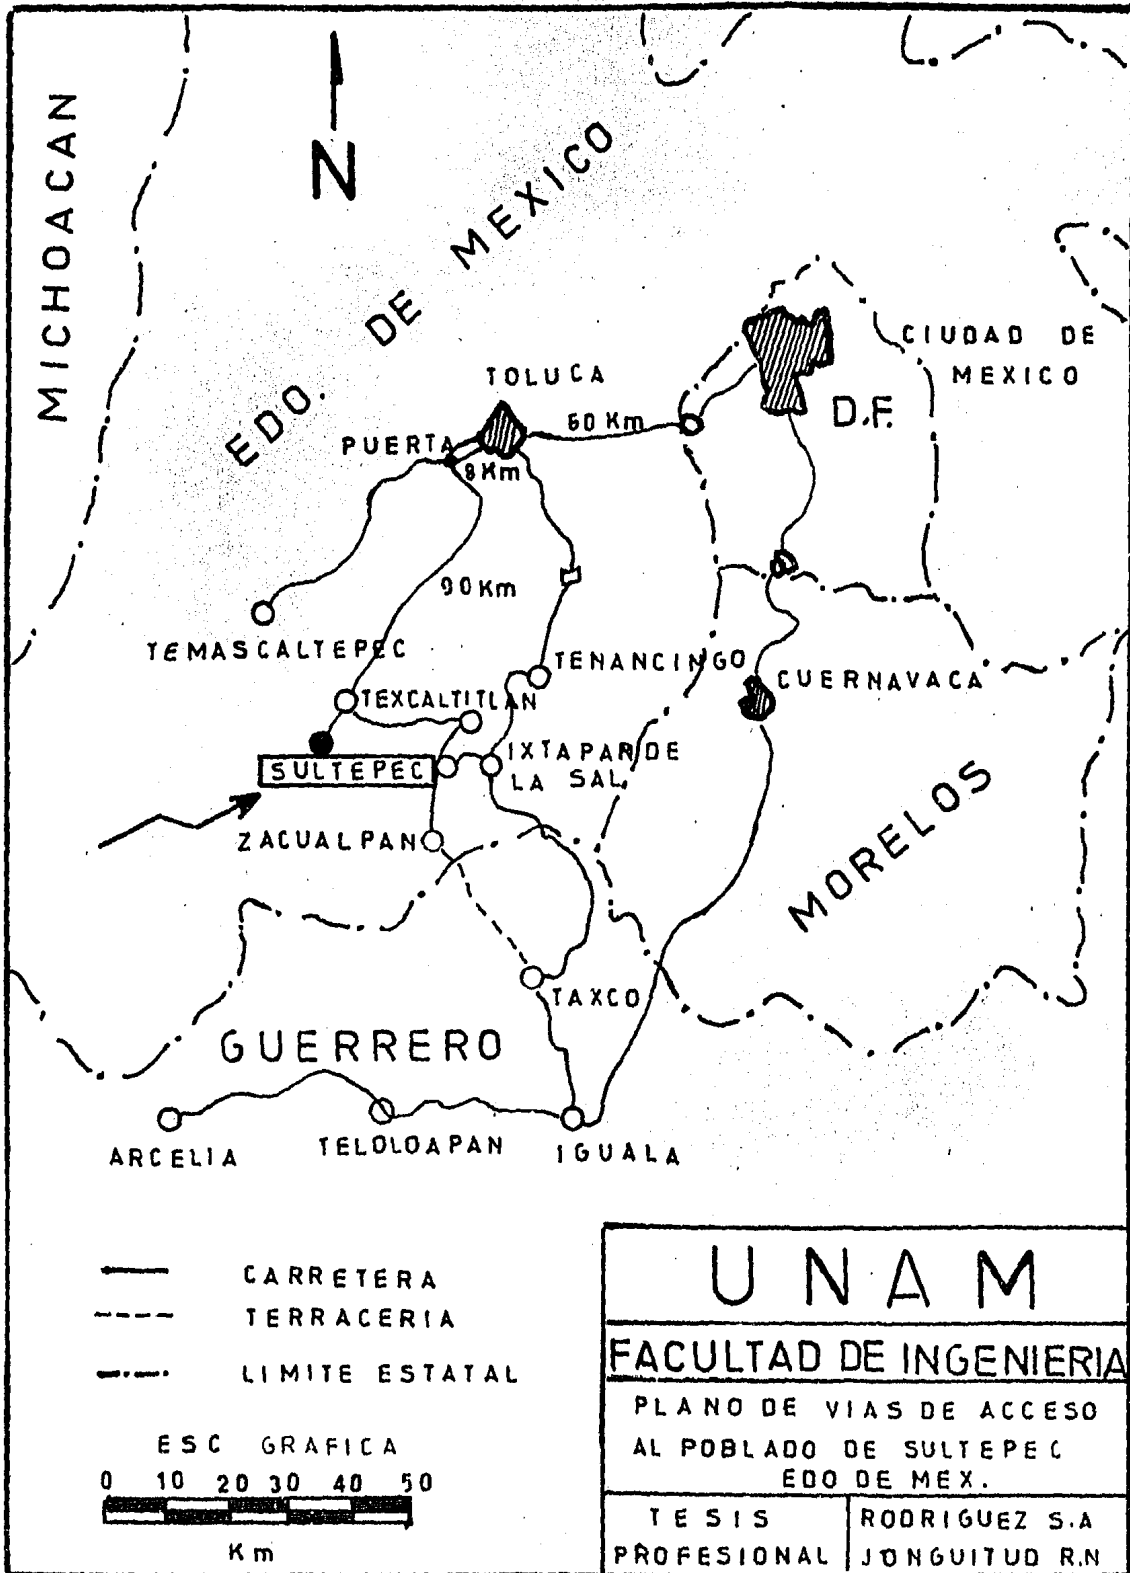 MICHOACAN
N
EDO. DE MEXICO
CIUDAD DE
MEXICO
D.F.
TOLUCA
60 Km
PUERTA
8 Km
90 Km
TEMASCALTEPEC
TENANCINGO
CUERNAVACA
TEXCALTITLAN
SULTEPEC
IXTAPAN DE
LA SAL
ZACUALPAN
MORELOS
TAXCO
GUERRERO
ARCELIA
TELOLOAPAN
IGUALA
CARRETERA
TERRACERIA
LIMITE ESTATAL
ESC GRAFICA
0 10 20 30 40 50
Km
UNAM
FACULTAD DE INGENIERIA
PLANO DE VIAS DE ACCESO
AL POBLADO DE SULTEPEC
EDO DE MEX.
TESIS
PROFESIONAL
RODRIGUEZ S.A
JONGUITUD R.N